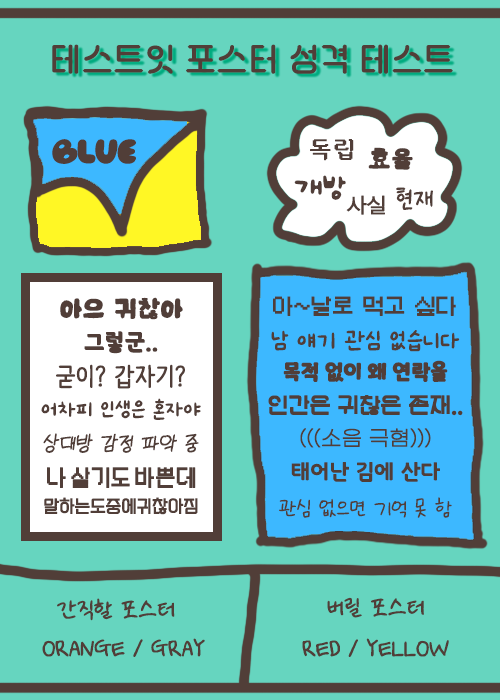 테스트잇 포스터 성격 테스트
BLUE
독립 효율
개방 사실 현재
아으 귀찮아
그렇군..
굳이? 갑자기?
어차피 인생은 혼자야
상대방 감정 파악 중
나 살기도 바쁜데
말하는도중에귀찮아짐
아~날로 먹고 싶다
남 얘기 관심 없습니다
목적 없이 왜 연락을
인간은 귀찮은 존재..
(((소음 극혐)))
태어난 김에 산다
관심 없으면 기억 못 함
간직할 포스터
ORANGE / GRAY
버릴 포스터
RED / YELLOW